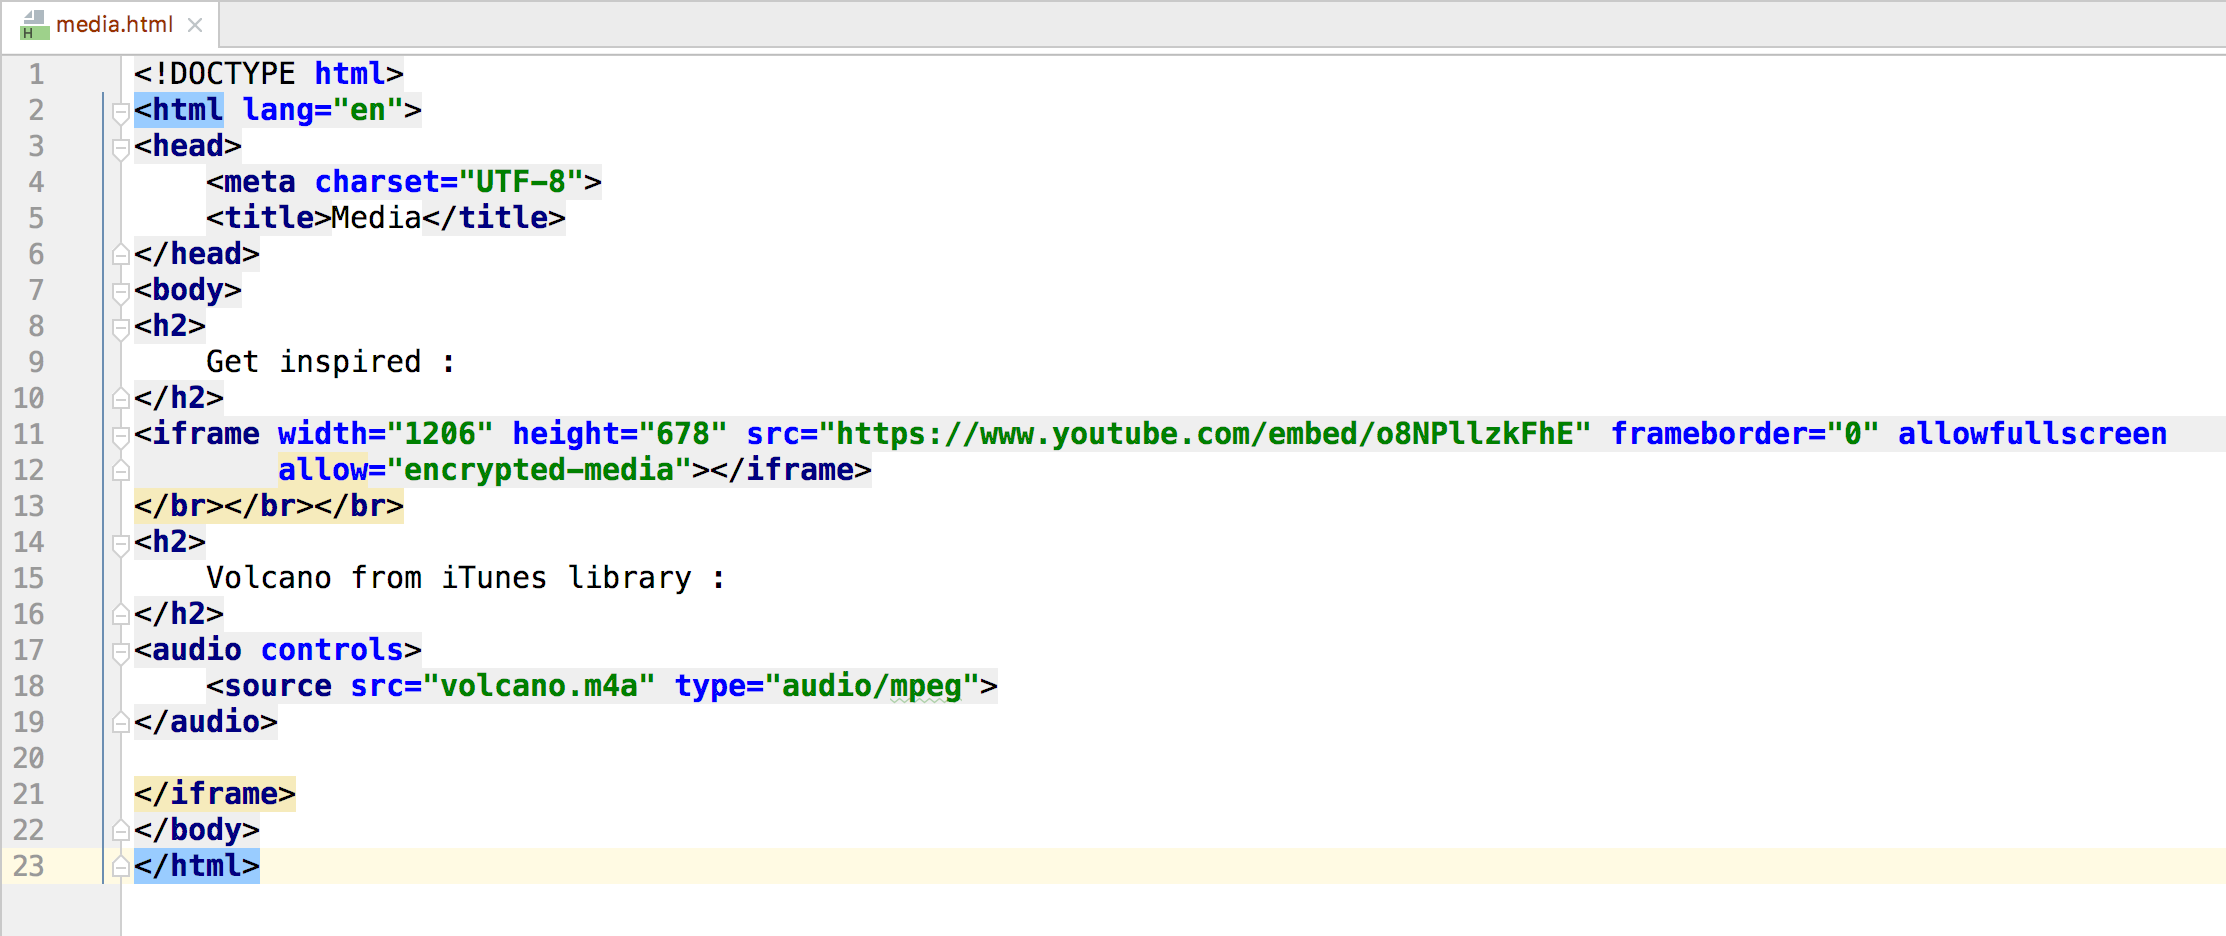 media.html
H
1 <!DOCTYPE html>
2 <html lang="en">
3 <head>
4     <meta charset="UTF-8">
5     <title>Media</title>
6 </head>
7 <body>
8 <h2>
9     Get inspired :
10 </h2>
11 <iframe width="1206" height="678" src="https://www.youtube.com/embed/o8NPllzkFhE" frameborder="0" allowfullscreen
12         allow="encrypted-media"></iframe>
13 </br></br></br>
14 <h2>
15     Volcano from iTunes library :
16 </h2>
17 <audio controls>
18     <source src="volcano.m4a" type="audio/mpeg">
19 </audio>
20
21 </iframe>
22 </body>
23 </html>